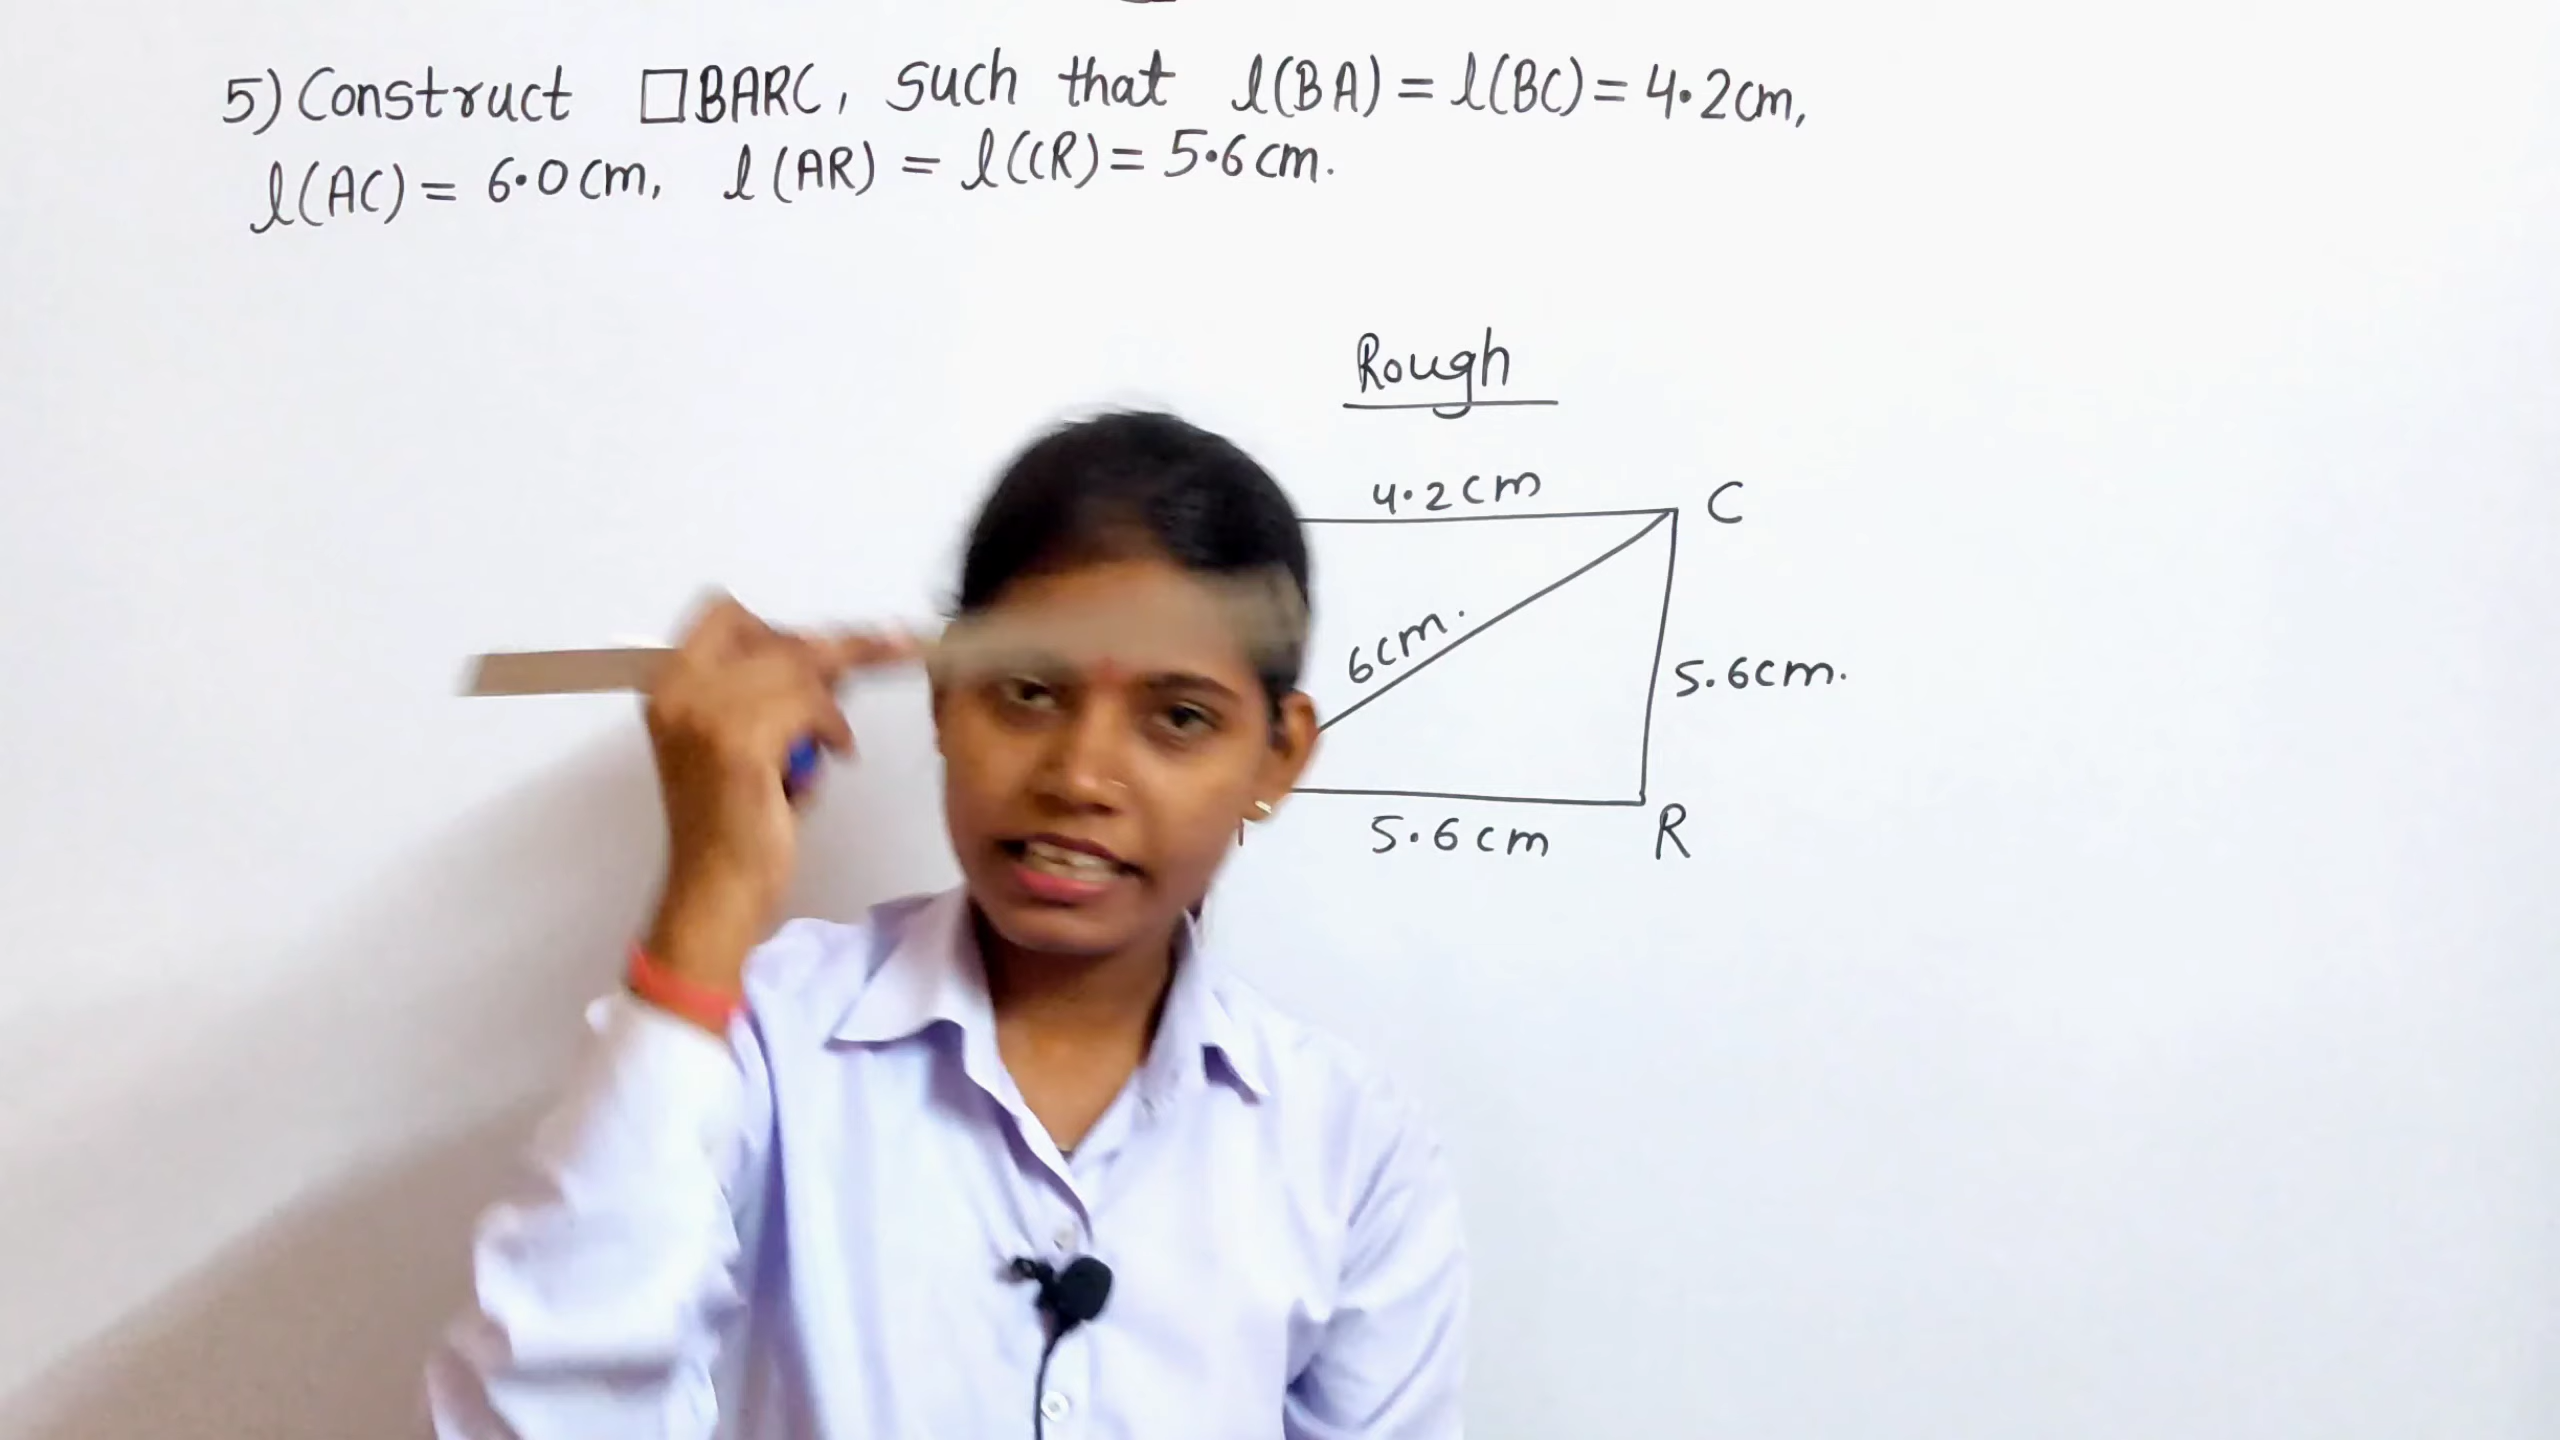 5) Construct □BARC, such that l(BA) = l(BC) = 4.2cm,
l(AC) = 6.0cm, l(AR) = l(CR) = 5.6cm.
Rough
4.2cm C
6cm.
5.6cm.
5.6cm R